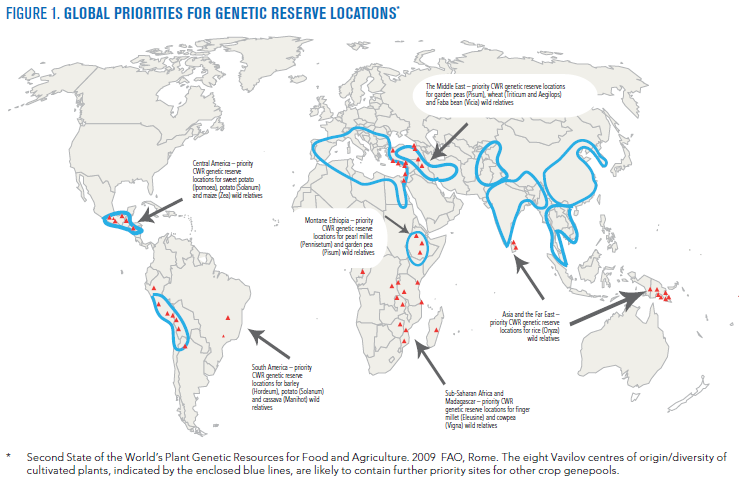 FIGURE 1. GLOBAL PRIORITIES FOR GENETIC RESERVE LOCATIONS*
The Middle East – priority CWR genetic reserve locations
for garden peas (Pisum), wheat (Triticum and Aegilops)
and Faba bean (Vicia) wild relatives
Central America – priority
CWR genetic reserve
locations for sweet potato
(Ipomoea), potato (Solanum)
and maize (Zea) wild relatives
Montane Ethiopia – priority
CWR genetic reserve
locations for pearl millet
(Pennisetum) and garden pea
(Pisum) wild relatives
Asia and the Far East–
priority CWR genetic reserve
locations for rice (Oryza)
wild relatives
South America – priority
CWR genetic reserve
locations for barley
(Hordeum), potato (Solanum)
and cassava (Manihot) wild
relatives
Sub-Saharan Africa and
Madagascar – priority CWR
genetic reserve locations for finger
millet (Eleusine) and cowpea
(Vigna) wild relatives
* Second State of the World’s Plant Genetic Resources for Food and Agriculture. 2009 FAO, Rome. The eight Vavilov centres of origin/diversity of
cultivated plants, indicated by the enclosed blue lines, are likely to contain further priority sites for other crop genepools.